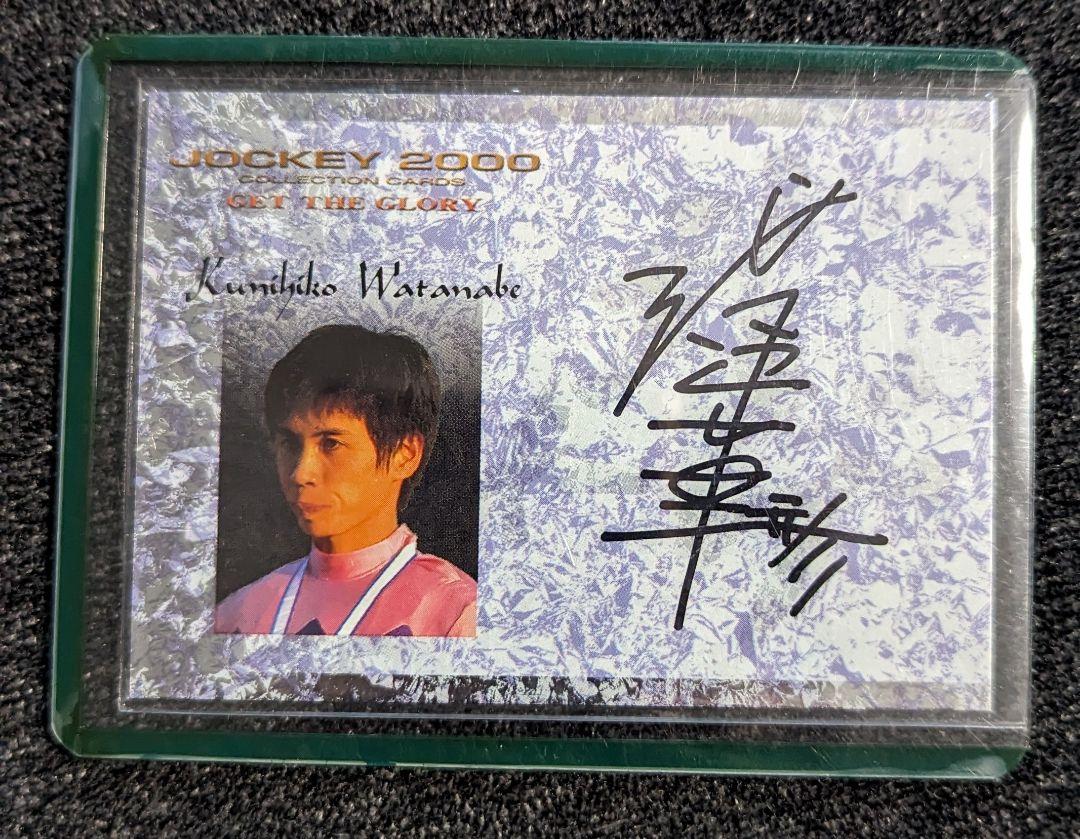 JOCKEY 2000
COLLECTION CARDS
GET THE GLORY
Kunihiko Watanabe